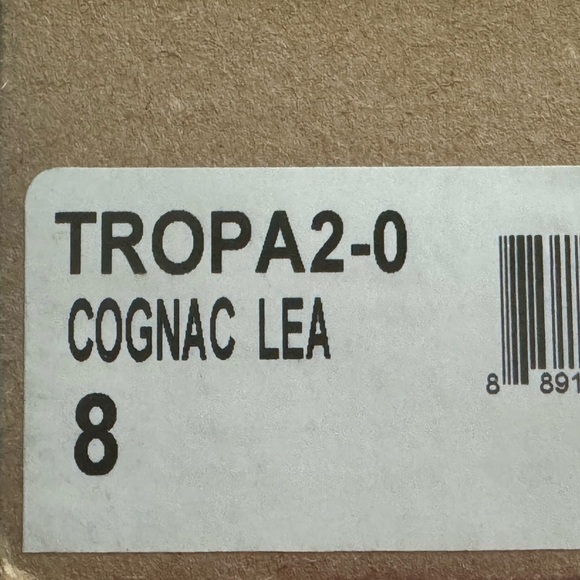 TROPA2-0
COGNAC LEA
8
8 891